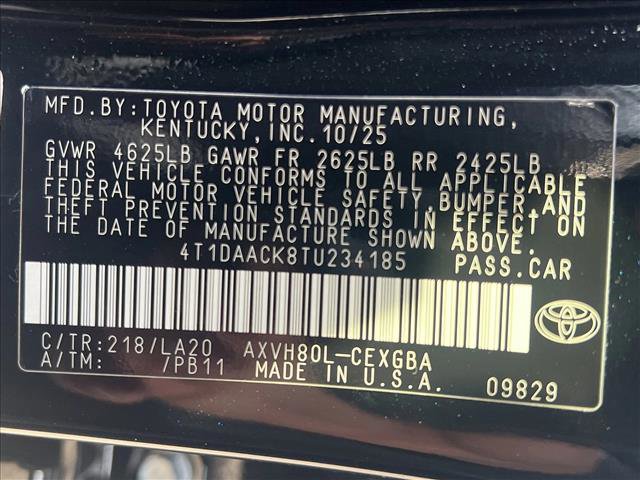 MFD.BY:TOYOTA MOTOR MANUFACTURING,
KENTUCKY,INC.10/25
GVWR 4625LB GAWR FR 2625LB RR 2425LB
THIS VEHICLE CONFORMS TO ALL APPLICABLE
FEDERAL MOTOR VEHICLE SAFETY,BUMPER,AND
THEFT PREVENTION STANDARDS IN EFFECT ON
THE DATE OF MANUFACTURE SHOWN ABOVE.
4T1DAACK8TU234185 PASS.CAR
C/TR:218/LA20 AXVH80L-CEXGBA
A/TM: /PB11 MADE IN U.S.A. 09829